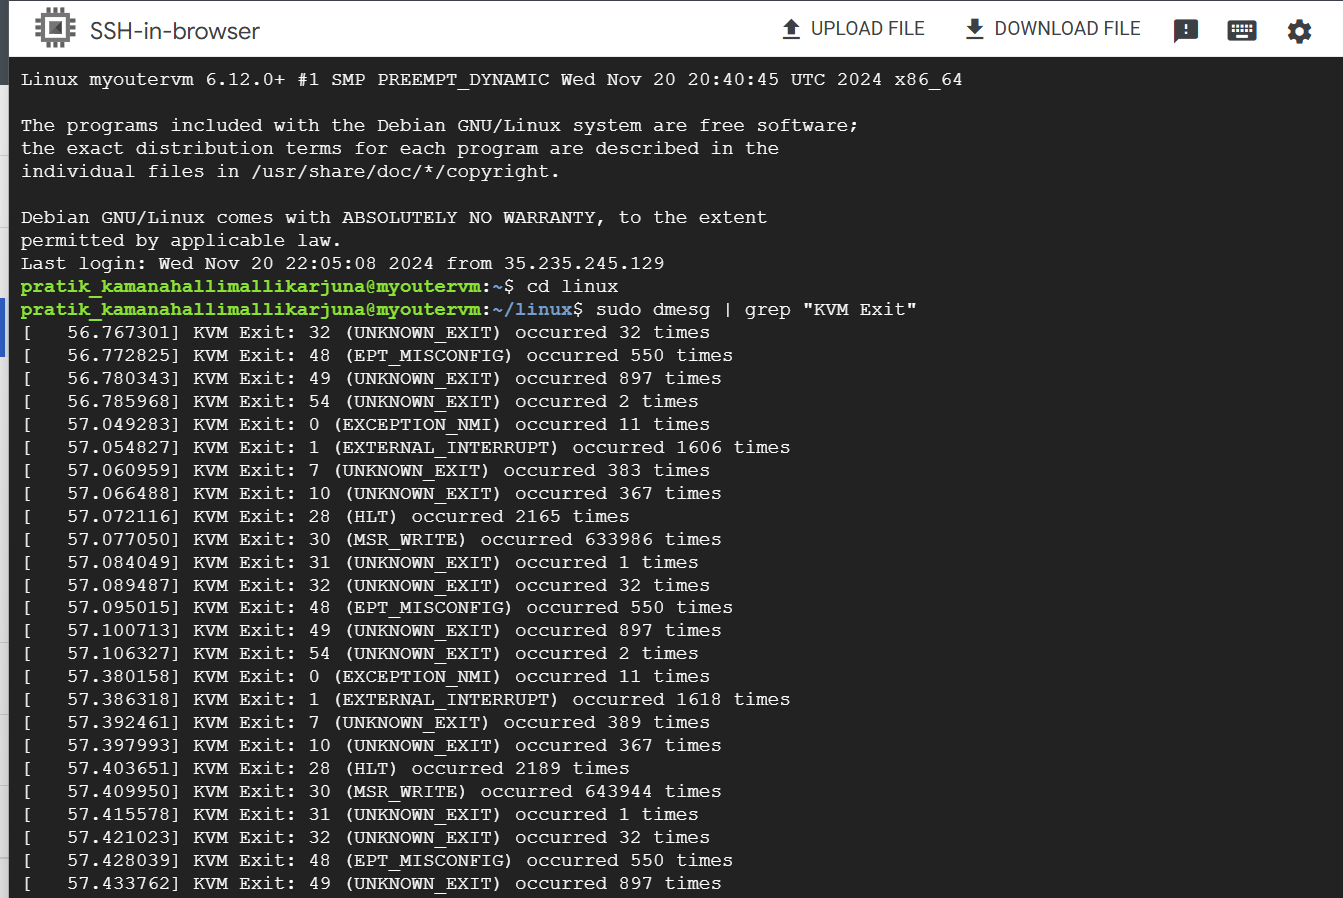 SSH-in-browser
UPLOAD FILE
DOWNLOAD FILE
Linux myoutervm 6.12.0+ #1 SMP PREEMPT_DYNAMIC Wed Nov 20 20:40:45 UTC 2024 x86_64
The programs included with the Debian GNU/Linux system are free software;
the exact distribution terms for each program are described in the
individual files in /usr/share/doc/*/copyright.
Debian GNU/Linux comes with ABSOLUTELY NO WARRANTY, to the extent
permitted by applicable law.
Last login: Wed Nov 20 22:05:08 2024 from 35.235.245.129
pratik_kamanahallimallikarjuna@myoutervm:~$ cd linux
pratik_kamanahallimallikarjuna@myoutervm:~/linux$ sudo dmesg | grep "KVM Exit"
[   56.767301] KVM Exit: 32 (UNKNOWN_EXIT) occurred 32 times
[   56.772825] KVM Exit: 48 (EPT_MISCONFIG) occurred 550 times
[   56.780343] KVM Exit: 49 (UNKNOWN_EXIT) occurred 897 times
[   56.785968] KVM Exit: 54 (UNKNOWN_EXIT) occurred 2 times
[   57.049283] KVM Exit: 0 (EXCEPTION_NMI) occurred 11 times
[   57.054827] KVM Exit: 1 (EXTERNAL_INTERRUPT) occurred 1606 times
[   57.060959] KVM Exit: 7 (UNKNOWN_EXIT) occurred 383 times
[   57.066488] KVM Exit: 10 (UNKNOWN_EXIT) occurred 367 times
[   57.072116] KVM Exit: 28 (HLT) occurred 2165 times
[   57.077050] KVM Exit: 30 (MSR_WRITE) occurred 633986 times
[   57.084049] KVM Exit: 31 (UNKNOWN_EXIT) occurred 1 times
[   57.089487] KVM Exit: 32 (UNKNOWN_EXIT) occurred 32 times
[   57.095015] KVM Exit: 48 (EPT_MISCONFIG) occurred 550 times
[   57.100713] KVM Exit: 49 (UNKNOWN_EXIT) occurred 897 times
[   57.106327] KVM Exit: 54 (UNKNOWN_EXIT) occurred 2 times
[   57.380158] KVM Exit: 0 (EXCEPTION_NMI) occurred 11 times
[   57.386318] KVM Exit: 1 (EXTERNAL_INTERRUPT) occurred 1618 times
[   57.392461] KVM Exit: 7 (UNKNOWN_EXIT) occurred 389 times
[   57.397993] KVM Exit: 10 (UNKNOWN_EXIT) occurred 367 times
[   57.403651] KVM Exit: 28 (HLT) occurred 2189 times
[   57.409950] KVM Exit: 30 (MSR_WRITE) occurred 643944 times
[   57.415578] KVM Exit: 31 (UNKNOWN_EXIT) occurred 1 times
[   57.421023] KVM Exit: 32 (UNKNOWN_EXIT) occurred 32 times
[   57.428039] KVM Exit: 48 (EPT_MISCONFIG) occurred 550 times
[   57.433762] KVM Exit: 49 (UNKNOWN_EXIT) occurred 897 times